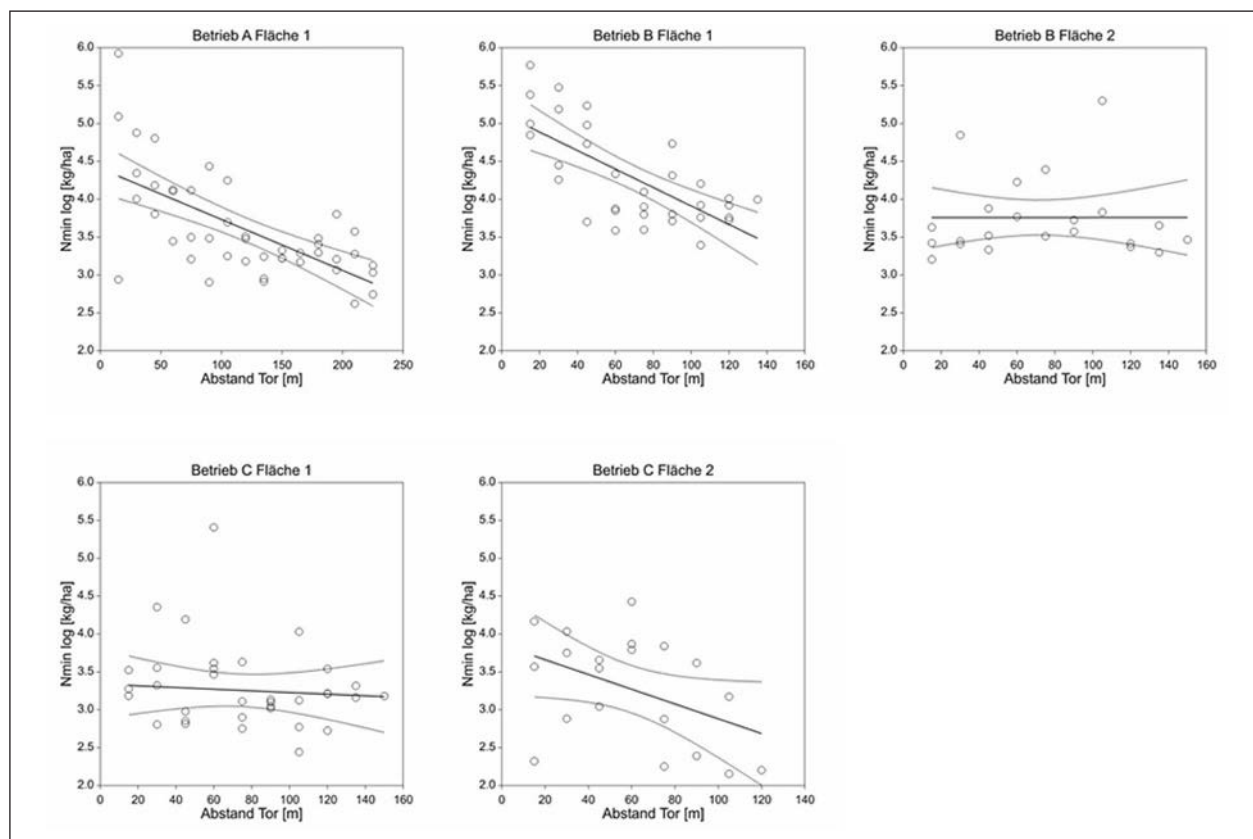 Betrieb A Fläche 1
Nmin log [kg/ha]
6.0
5.5
5.0
4.5
4.0
3.5
3.0
2.5
2.0
0 50 100 150 200 250
Abstand Tor [m]
Betrieb B Fläche 1
Nmin log [kg/ha]
6.0
5.5
5.0
4.5
4.0
3.5
3.0
2.5
2.0
0 20 40 60 80 100 120 140 160
Abstand Tor [m]
Betrieb B Fläche 2
Nmin log [kg/ha]
6.0
5.5
5.0
4.5
4.0
3.5
3.0
2.5
2.0
0 20 40 60 80 100 120 140 160
Abstand Tor [m]
Betrieb C Fläche 1
Nmin log [kg/ha]
6.0
5.5
5.0
4.5
4.0
3.5
3.0
2.5
2.0
0 20 40 60 80 100 120 140 160
Abstand Tor [m]
Betrieb C Fläche 2
Nmin log [kg/ha]
6.0
5.5
5.0
4.5
4.0
3.5
3.0
2.5
2.0
0 20 40 60 80 100 120 140
Abstand Tor [m]